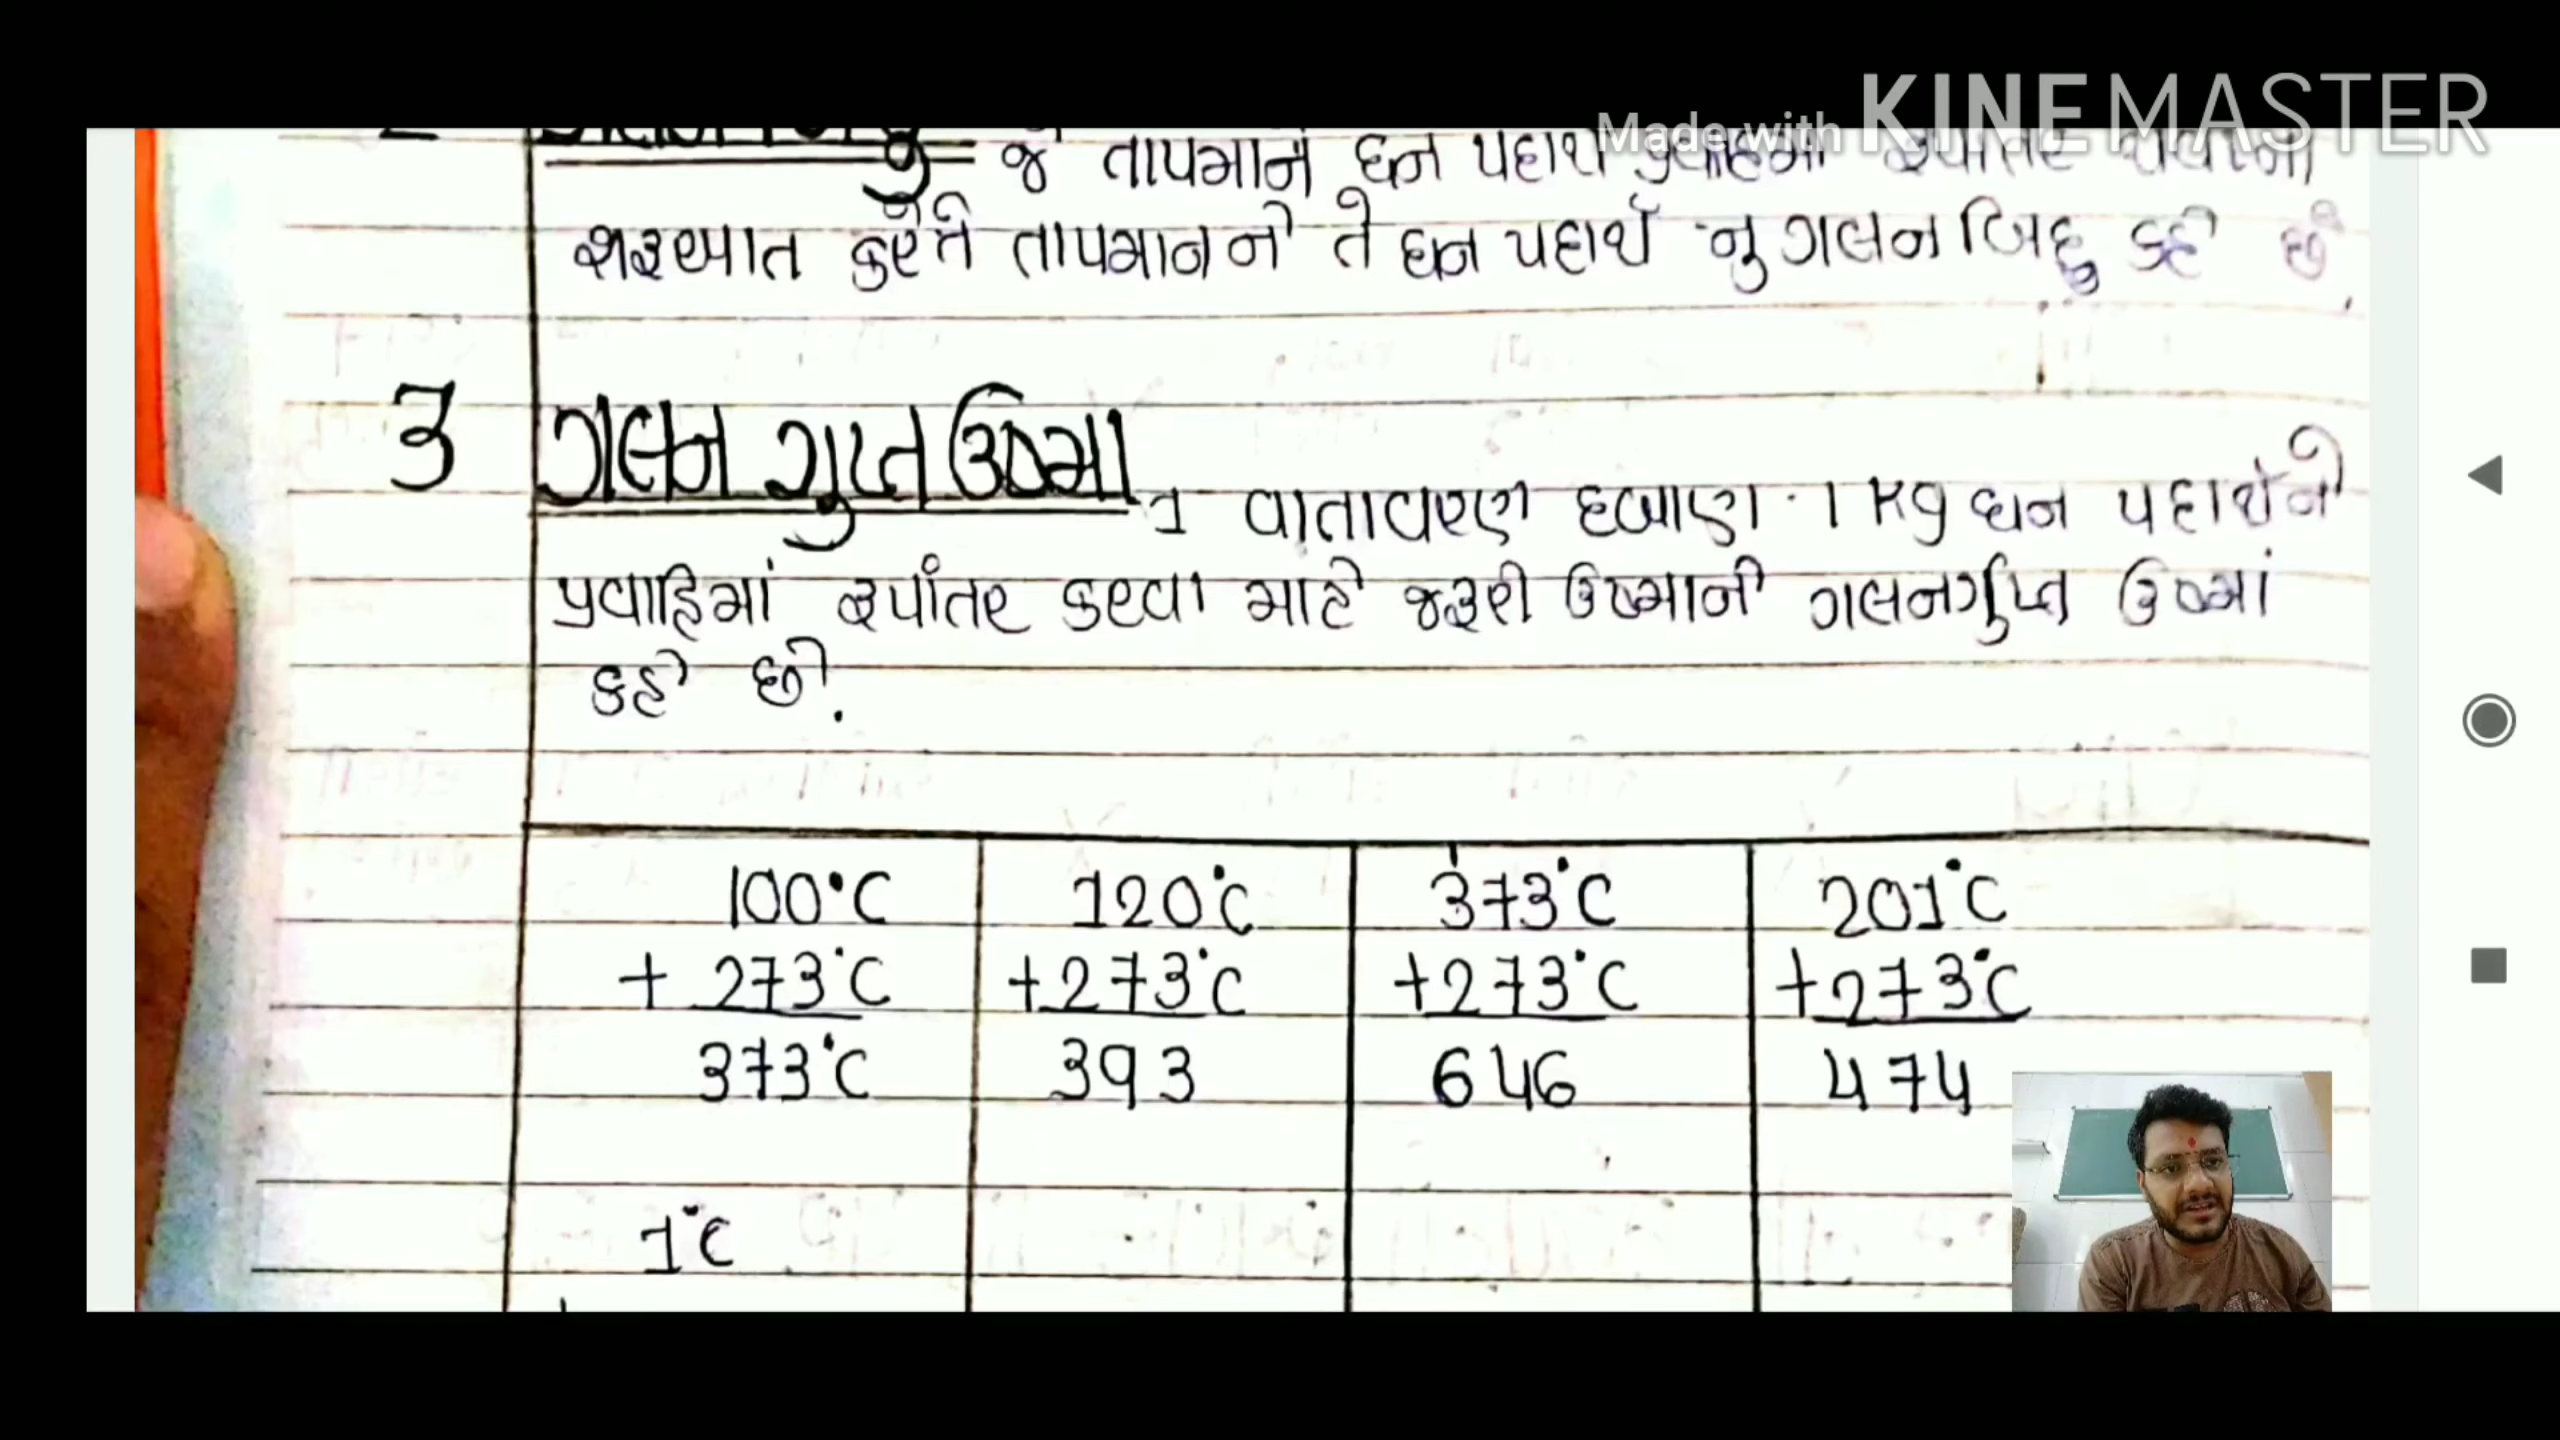 Made with KINEMASTER
જે તાપમાને ઘન પદાર્થ પ્રવાહિમાં રૂપાંતર થવાની
શરૂઆત કરે તે તાપમાનને તે ઘન પદાર્થ નુ ગલનબિંદુ કહે છે.
3 ગલન ગુપ્ત ઉષ્મા
1 વાતાવરણ દબાણ 1 Kg ઘન પદાર્થને
પ્રવાહિમાં રૂપાંતર કરવા માટે જરૂરી ઉષ્માની ગલનગુપ્ત ઉષ્માં
કહે છે.
100°C 120°C 373°C 201°C
+ 273°C +273°C +273°C +273°C
373°C 393 646 474
1°C